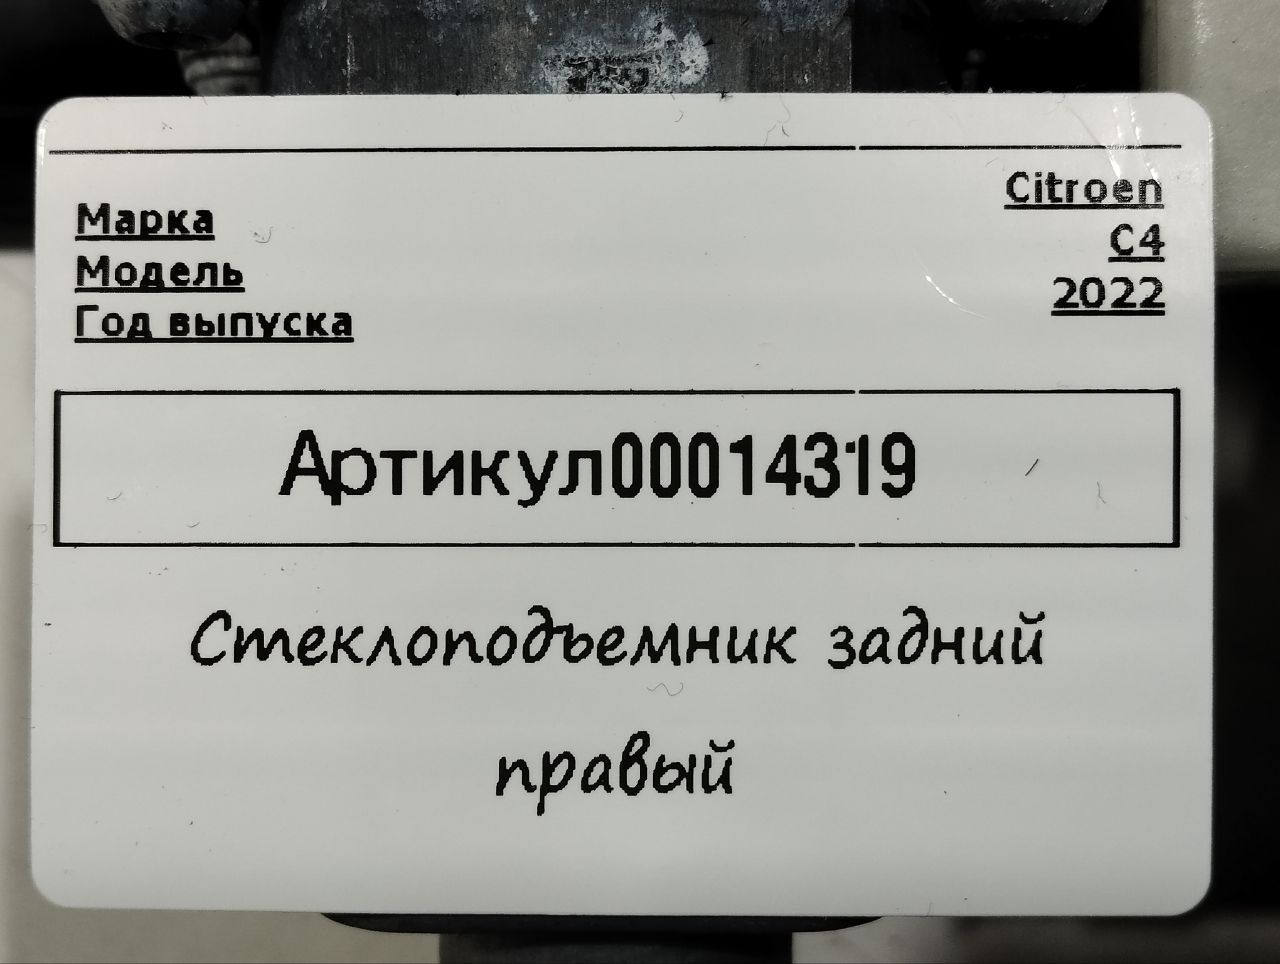 Марка Citroen
Модель C4
Год выпуска 2022
Артикул00014319
Стеклоподъемник задний
правый